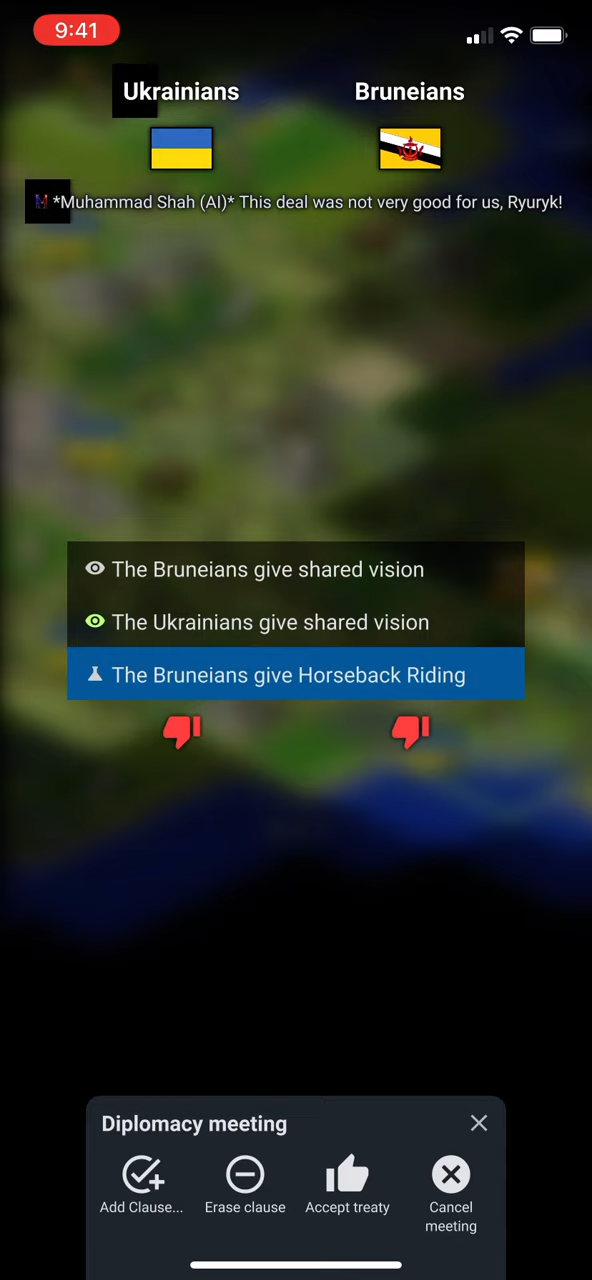 9:41
Ukrainians
Bruneians
*Muhammad Shah (AI)* This deal was not very good for us, Ryuryk!
The Bruneians give shared vision
The Ukrainians give shared vision
The Bruneians give Horseback Riding
Diplomacy meeting
Add Clause...
Erase clause
Accept treaty
Cancel meeting